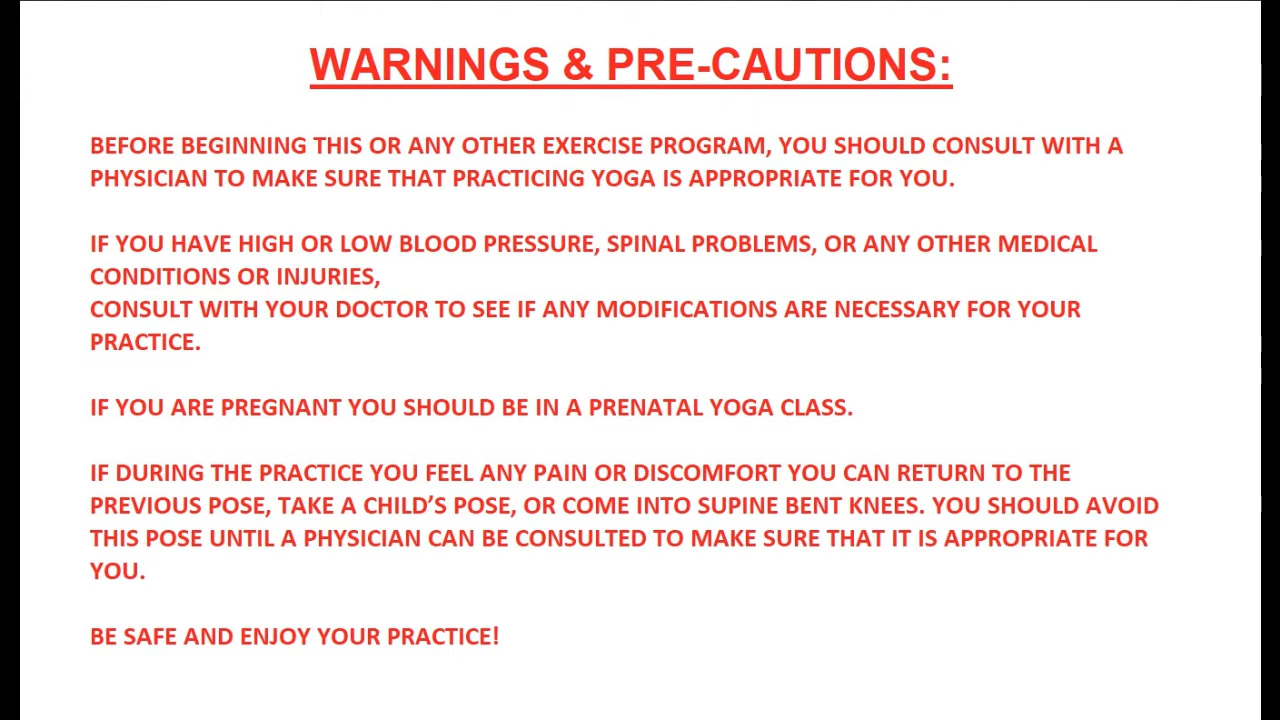 WARNINGS & PRE-CAUTIONS:
BEFORE BEGINNING THIS OR ANY OTHER EXERCISE PROGRAM, YOU SHOULD CONSULT WITH A
PHYSICIAN TO MAKE SURE THAT PRACTICING YOGA IS APPROPRIATE FOR YOU.
IF YOU HAVE HIGH OR LOW BLOOD PRESSURE, SPINAL PROBLEMS, OR ANY OTHER MEDICAL
CONDITIONS OR INJURIES,
CONSULT WITH YOUR DOCTOR TO SEE IF ANY MODIFICATIONS ARE NECESSARY FOR YOUR
PRACTICE.
IF YOU ARE PREGNANT YOU SHOULD BE IN A PRENATAL YOGA CLASS.
IF DURING THE PRACTICE YOU FEEL ANY PAIN OR DISCOMFORT YOU CAN RETURN TO THE
PREVIOUS POSE, TAKE A CHILD’S POSE, OR COME INTO SUPINE BENT KNEES. YOU SHOULD AVOID
THIS POSE UNTIL A PHYSICIAN CAN BE CONSULTED TO MAKE SURE THAT IT IS APPROPRIATE FOR
YOU.
BE SAFE AND ENJOY YOUR PRACTICE!